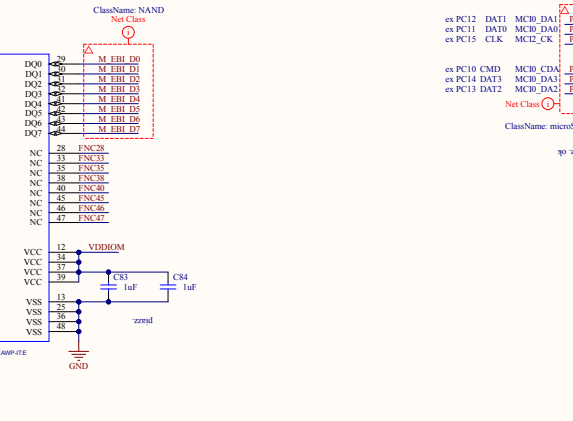 ClassName: NAND
Net Class
i
DQ0 29 M_EBI_D0
DQ1 30 M_EBI_D1
DQ2 31 M_EBI_D2
DQ3 32 M_EBI_D3
DQ4 41 M_EBI_D4
DQ5 42 M_EBI_D5
DQ6 43 M_EBI_D6
DQ7 44 M_EBI_D7
NC 28 FNC28
NC 33 FNC33
NC 35 FNC35
NC 38 FNC38
NC 40 FNC40
NC 45 FNC45
NC 46 FNC46
NC 47 FNC47
VCC 12 VDDIOM
VCC 34
VCC 37
VCC 39
C83
1uF
C84
1uF
VSS 13
VSS 25
VSS 36
VSS 48
GND
AWP-IT:E
ex PC12 DAT1 MCI0_DA1
ex PC11 DAT0 MCI0_DA0
ex PC15 CLK MCI2_CK
ex PC10 CMD MCI0_CDA
ex PC14 DAT3 MCI0_DA3
ex PC13 DAT2 MCI0_DA2
Net Class i
ClassName: microS